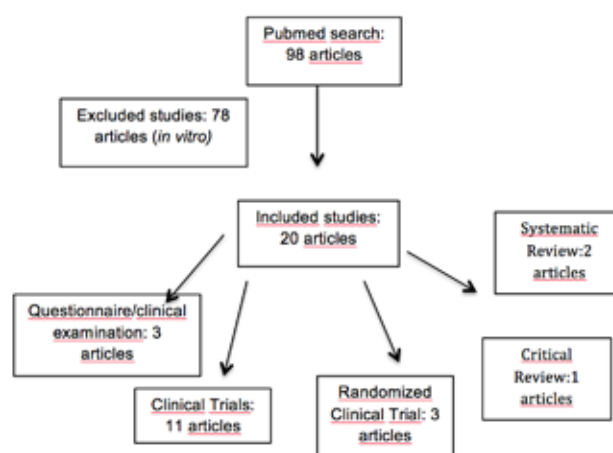 Pubmed search:
98 articles
Excluded studies: 78
articles (in vitro)
Included studies:
20 articles
Systematic
Review:2
articles
Questionnaire/clinical
examination: 3
articles
Critical
Review:1
articles
Clinical Trials:
11 articles
Randomized
Clinical Trial: 3
articles